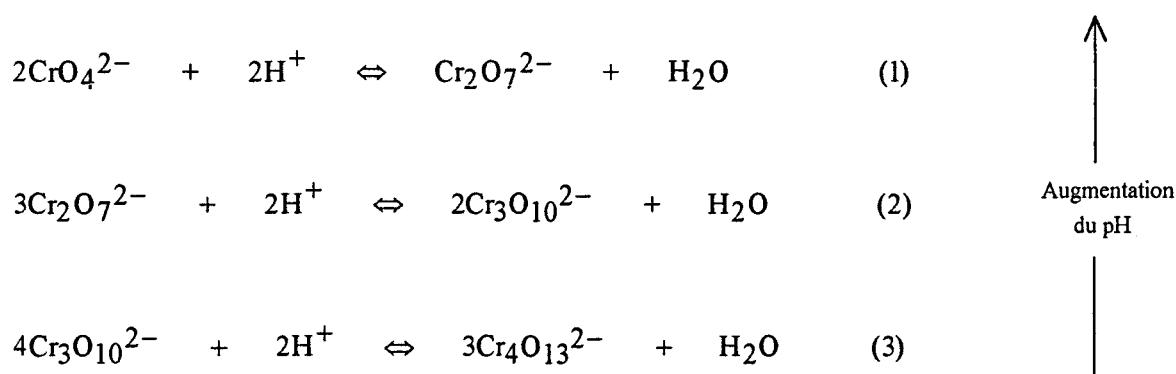 2CrO₄²⁻ + 2H⁺ ⇔ Cr₂O₇²⁻ + H₂O (1)
3Cr₂O₇²⁻ + 2H⁺ ⇔ 2Cr₃O₁₀²⁻ + H₂O (2)
4Cr₃O₁₀²⁻ + 2H⁺ ⇔ 3Cr₄O₁₃²⁻ + H₂O (3)
Augmentation
du pH